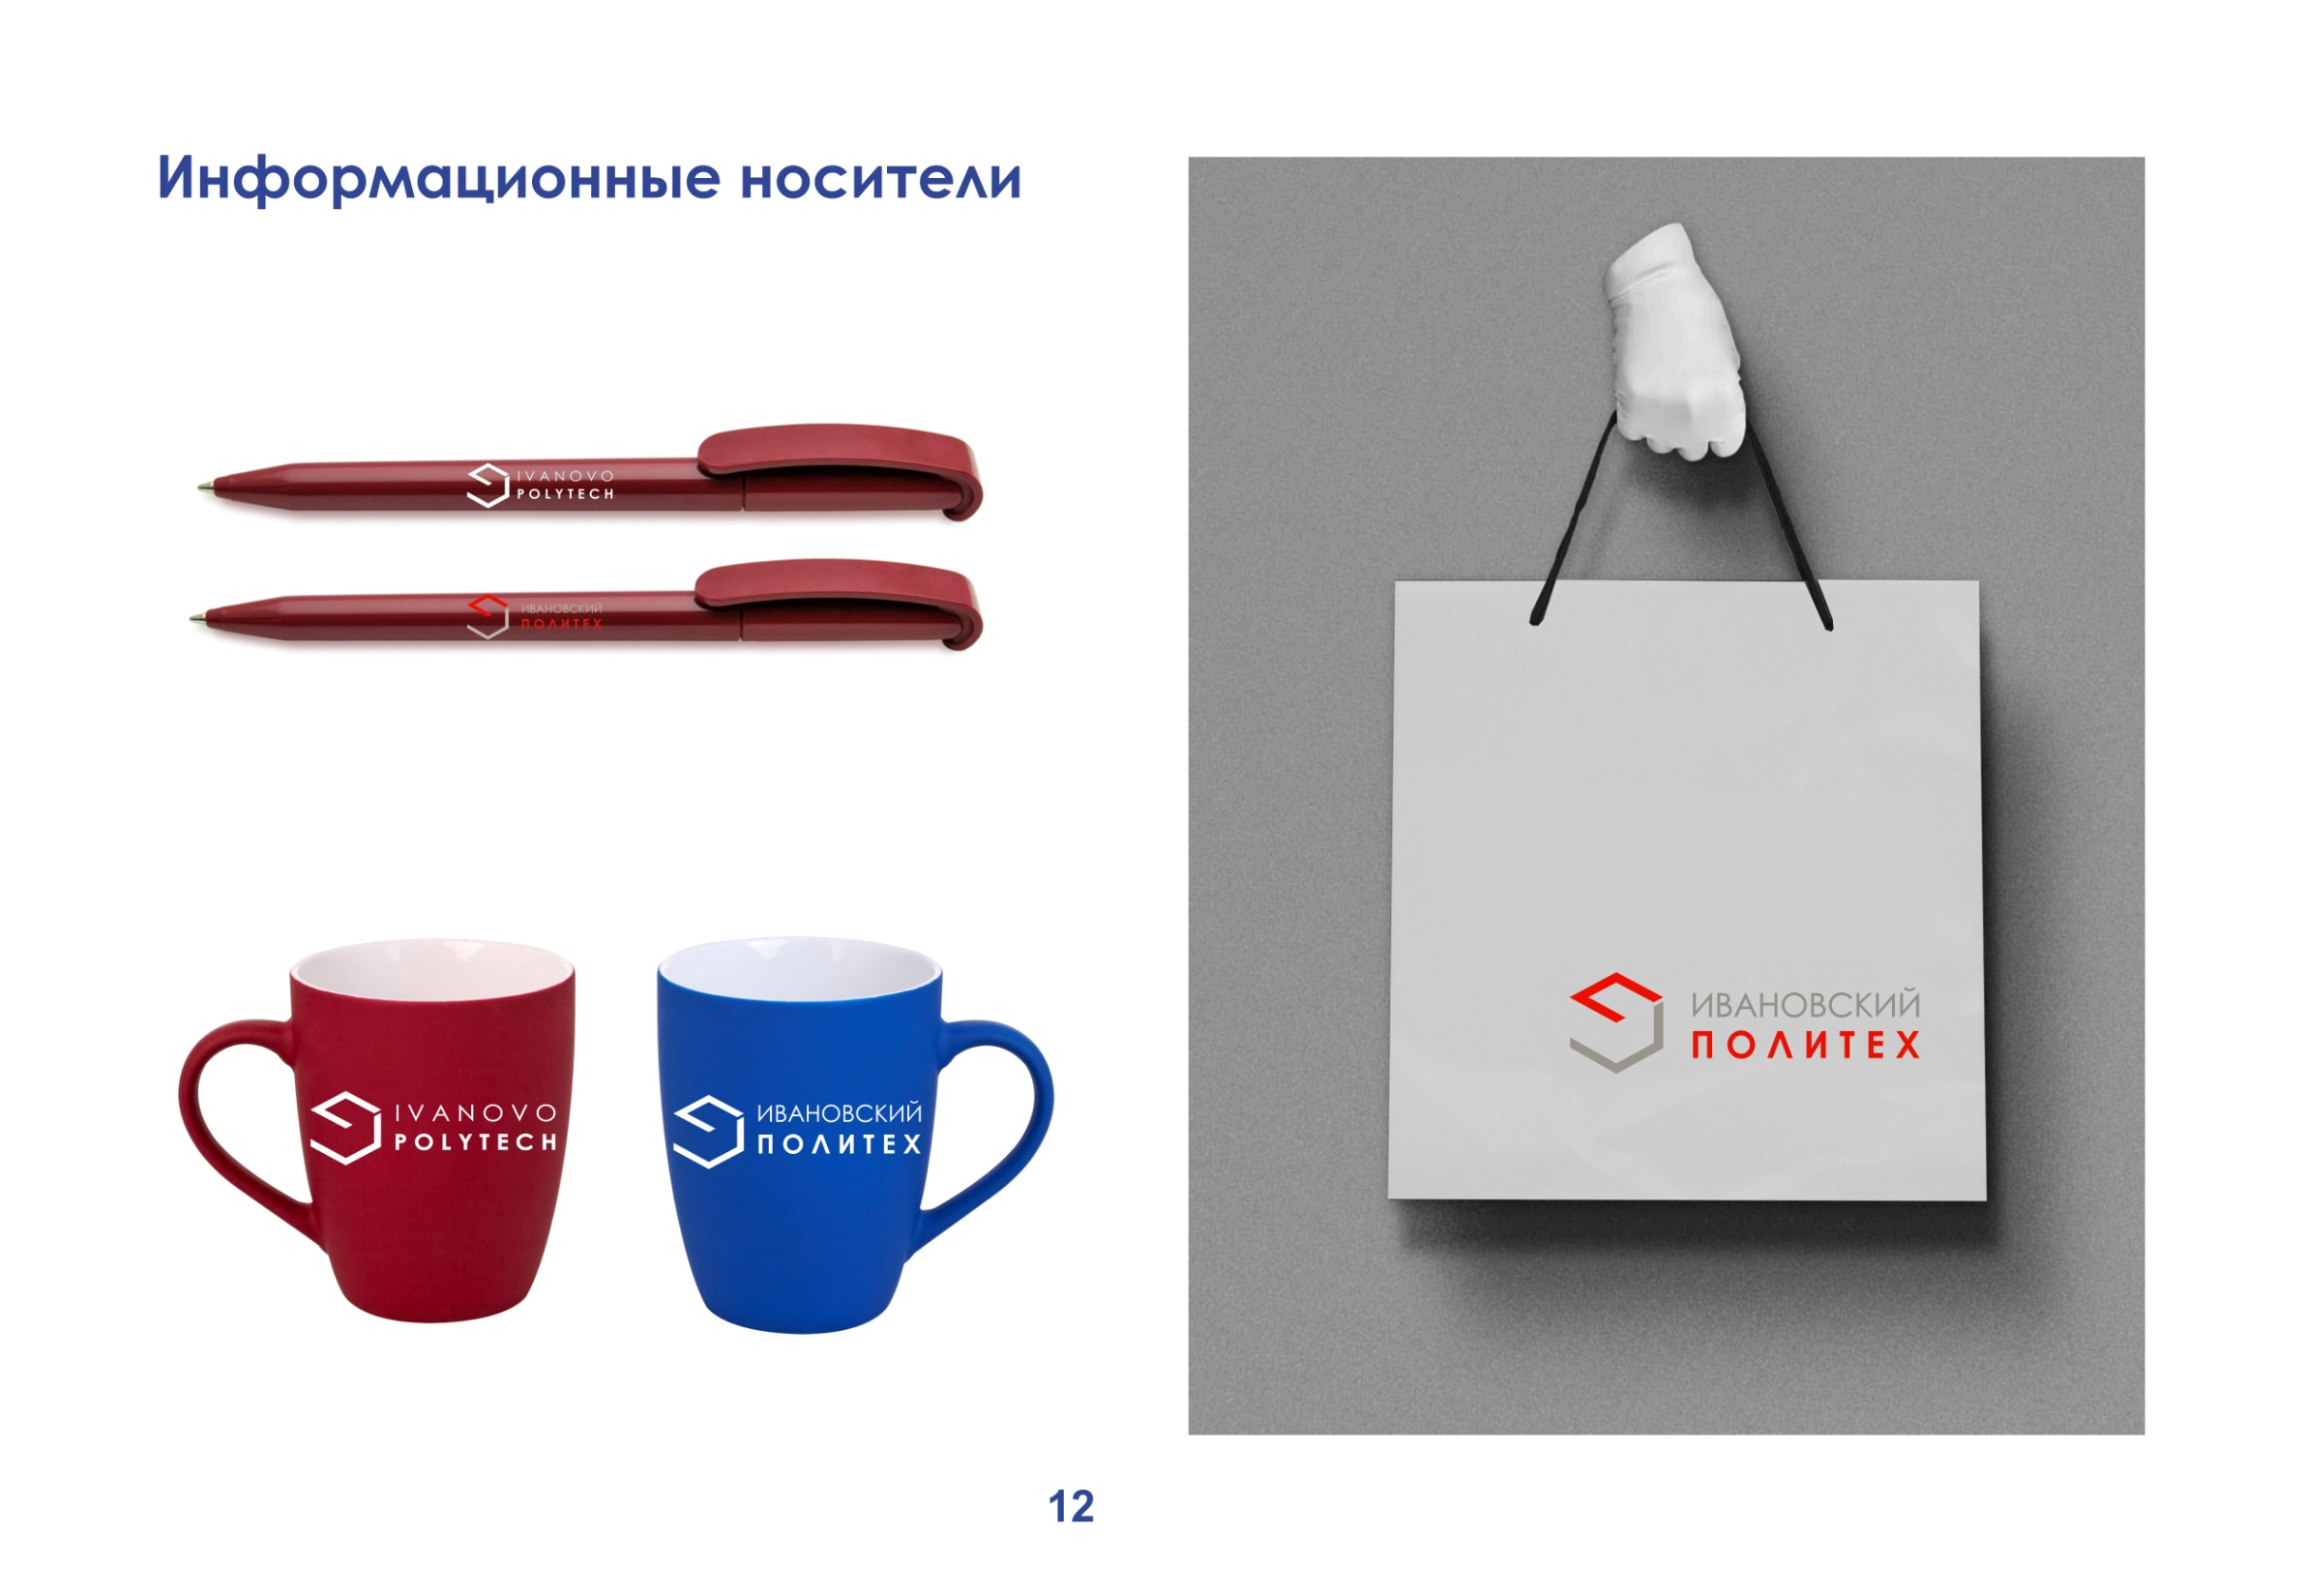 Информационные носители
IVANOVO
POLYTECH
ИВАНОВСКИЙ
ПОЛИТЕХ
IVANOVO
POLYTECH
ИВАНОВСКИЙ
ПОЛИТЕХ
ИВАНОВСКИЙ
ПОЛИТЕХ
12